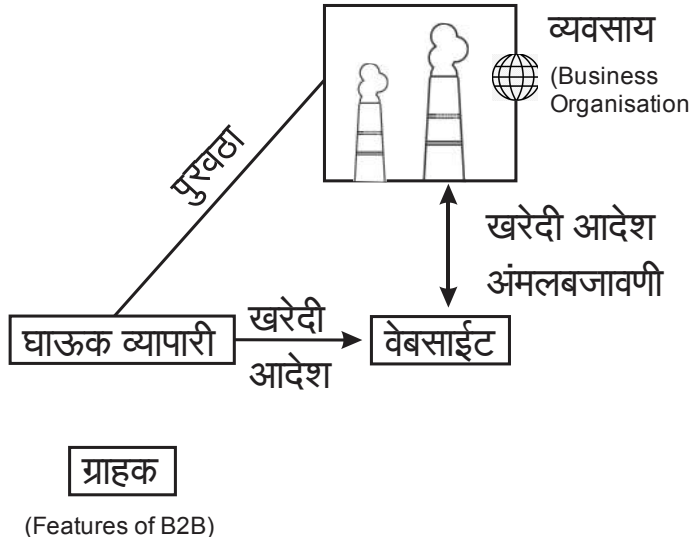 व्यवसाय
(Business
Organisation
पुरवठा
खरेदी आदेश
अंमलबजावणी
घाऊक व्यापारी
खरेदी
आदेश
वेबसाईट
ग्राहक
(Features of B2B)